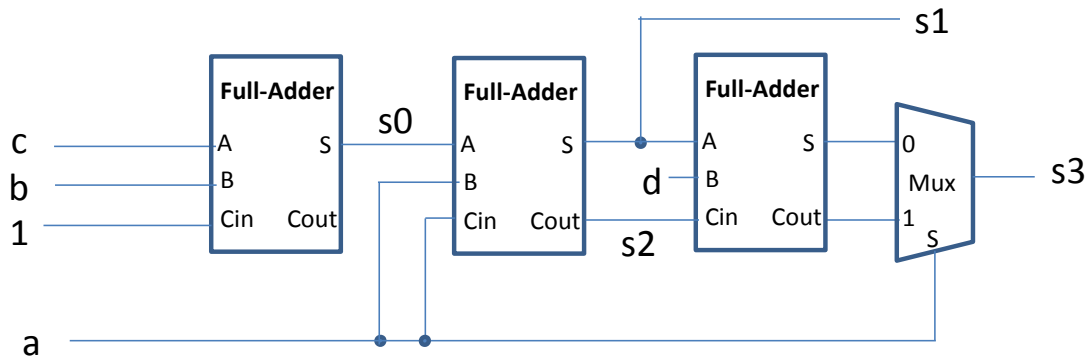 s1
Full-Adder
Full-Adder
Full-Adder
s0
c
A
S
A
S
A
S
0
b
B
B
d
B
Mux
s3
1
Cin
Cout
Cin
Cout
s2
Cin
Cout
1
S
a